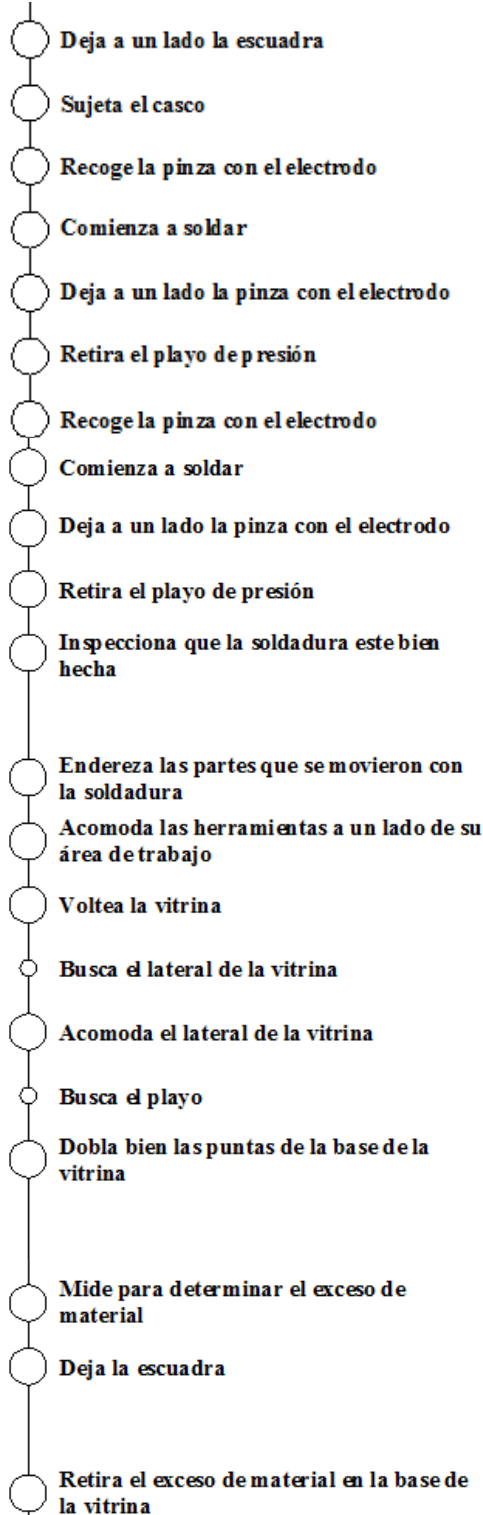 Deja a un lado la escuadra
Sujeta el casco
Recoge la pinza con el electrodo
Comienza a soldar
Deja a un lado la pinza con el electrodo
Retira el playo de presión
Recoge la pinza con el electrodo
Comienza a soldar
Deja a un lado la pinza con el electrodo
Retira el playo de presión
Inspecciona que la soldadura este bien
hecha
Endereza las partes que se movieron con
la soldadura
Acomoda las herramientas a un lado de su
área de trabajo
Voltea la vitrina
Busca el lateral de la vitrina
Acomoda el lateral de la vitrina
Busca el playo
Dobla bien las puntas de la base de la
vitrina
Mide para determinar el exceso de
material
Deja la escuadra
Retira el exceso de material en la base de
la vitrina